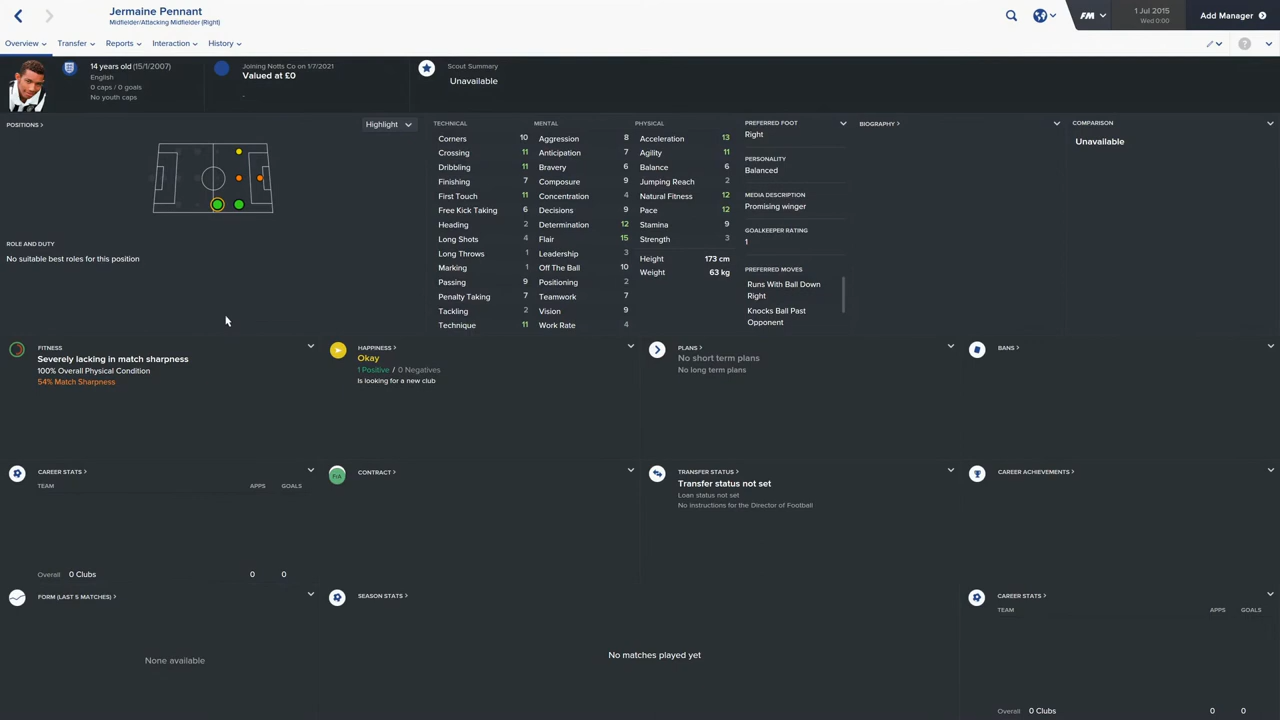 Jermaine Pennant
Midfielder/Attacking Midfielder (Right)
FM
1 Jul 2015
Wed 0:00
Add Manager
Overview
Transfer
Reports
Interaction
History
?
14 years old (15/1/2007)
English
0 caps / 0 goals
No youth caps
Joining Notts Co on 1/7/2021
Valued at £0
-
Scout Summary
Unavailable
POSITIONS >
Highlight
ROLE AND DUTY
No suitable best roles for this position
TECHNICAL
Corners 10
Crossing 11
Dribbling 11
Finishing 7
First Touch 11
Free Kick Taking 6
Heading 2
Long Shots 4
Long Throws 1
Marking 1
Passing 9
Penalty Taking 7
Tackling 2
Technique 11
MENTAL
Aggression 8
Anticipation 7
Bravery 6
Composure 9
Concentration 4
Decisions 9
Determination 12
Flair 15
Leadership 3
Off The Ball 10
Positioning 2
Teamwork 7
Vision 9
Work Rate 4
PHYSICAL
Acceleration 13
Agility 11
Balance 6
Jumping Reach 2
Natural Fitness 12
Pace 12
Stamina 9
Strength 3
Height 173 cm
Weight 63 kg
PREFERRED FOOT
Right
PERSONALITY
Balanced
MEDIA DESCRIPTION
Promising winger
GOALKEEPER RATING
1
PREFERRED MOVES
Runs With Ball Down
Right
Knocks Ball Past
Opponent
BIOGRAPHY >
COMPARISON
Unavailable
FITNESS
Severely lacking in match sharpness
100% Overall Physical Condition
54% Match Sharpness
HAPPINESS >
Okay
1 Positive / 0 Negatives
Is looking for a new club
PLANS >
No short term plans
No long term plans
BANS >
CAREER STATS >
TEAM APPS GOALS
Overall 0 Clubs 0 0
F/A
CONTRACT >
TRANSFER STATUS >
Transfer status not set
Loan status not set
No instructions for the Director of Football
CAREER ACHIEVEMENTS >
FORM (LAST 5 MATCHES) >
None available
SEASON STATS >
No matches played yet
CAREER STATS >
TEAM APPS GOALS
Overall 0 Clubs 0 0